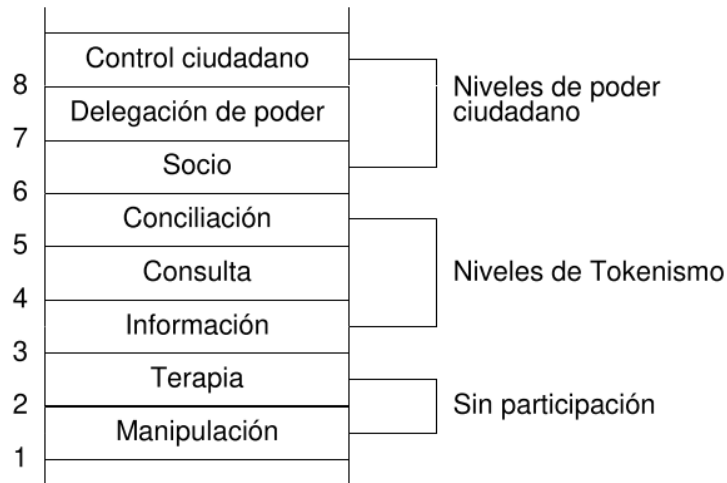 Control ciudadano
8
Niveles de poder
ciudadano
Delegación de poder
7
Socio
6
Conciliación
5
Consulta
Niveles de Tokenismo
4
Información
3
Terapia
2
Sin participación
Manipulación
1